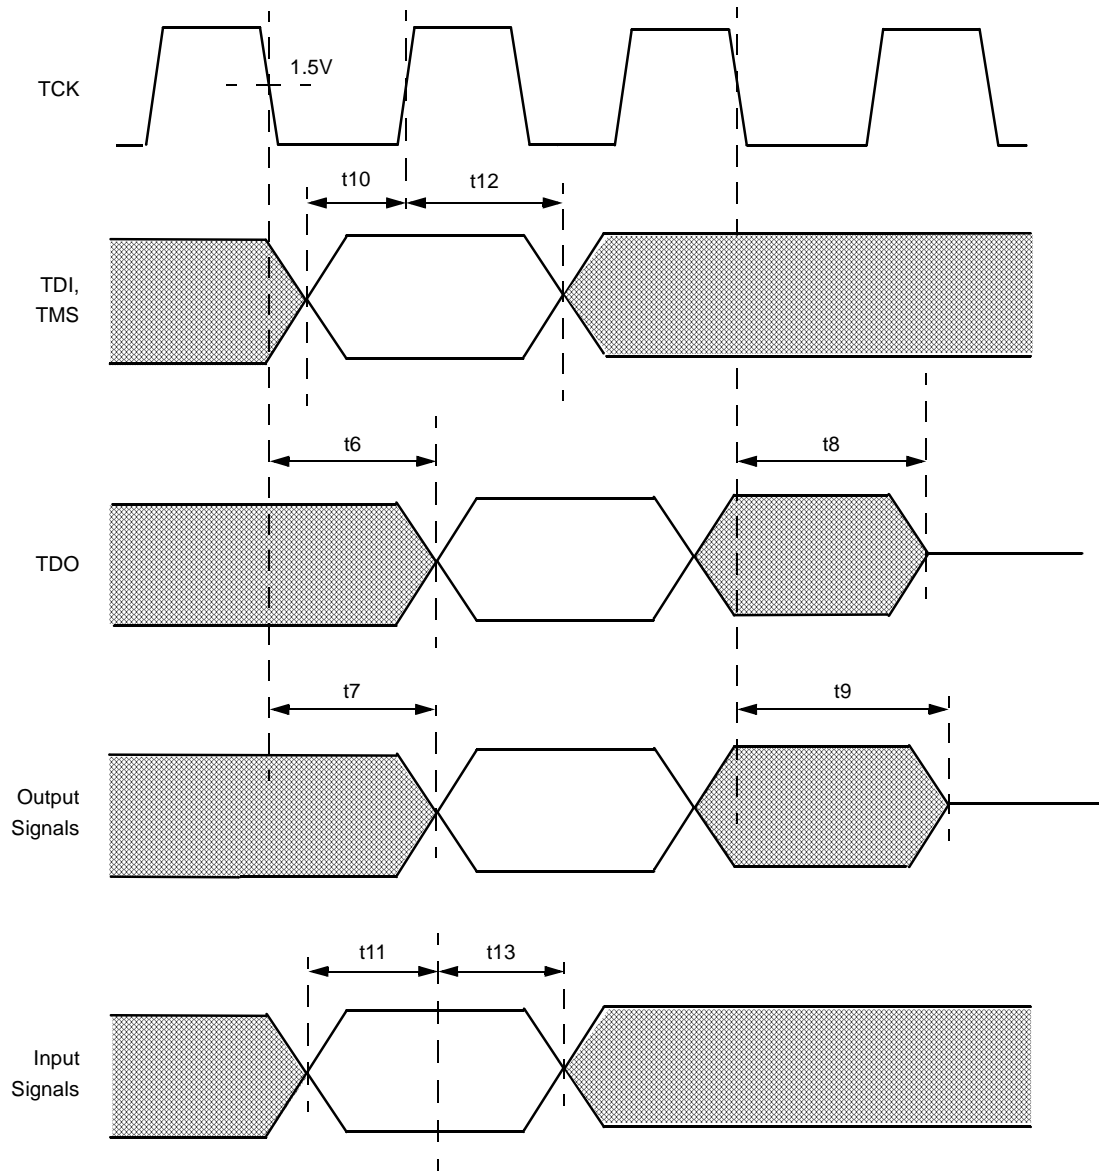 1.5V
TCK
t10
t12
TDI,
TMS
t6
t8
TDO
t7
t9
Output
Signals
t11
t13
Input
Signals